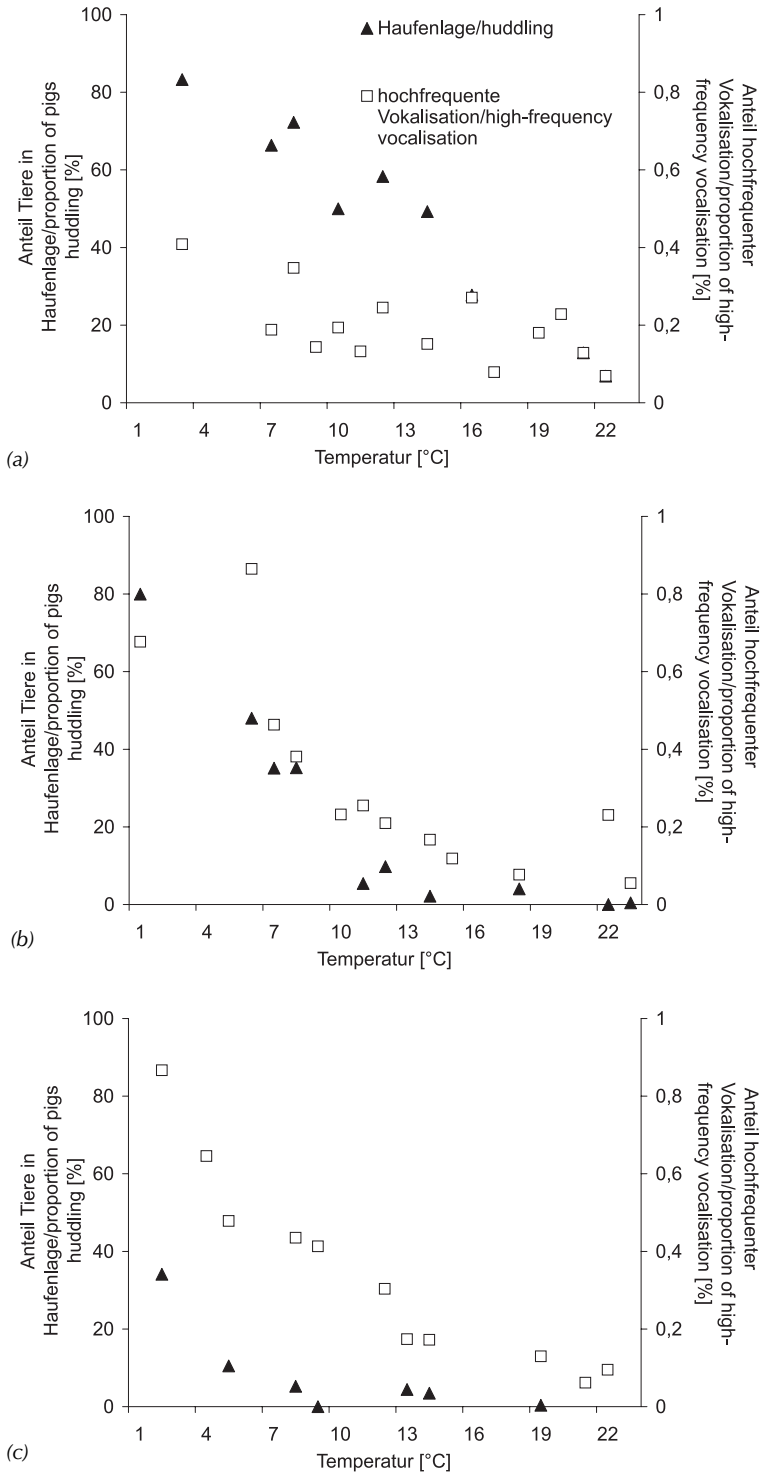 Anteil Tiere in
Haufenlage/proportion of pigs
huddling [%]
100
80
60
40
20
0
Haufenlage/huddling
hochfrequente
Vokalisation/high-frequency
vocalisation
1
0,8
0,6
0,4
0,2
0
Anteil hochfrequenter
Vokalisation/proportion of high-
frequency vocalisation [%]
1 4 7 10 13 16 19 22
Temperatur [°C]
(a)
Anteil Tiere in
Haufenlage/proportion of pigs
huddling [%]
100
80
60
40
20
0
1
0,8
0,6
0,4
0,2
0
Anteil hochfrequenter
Vokalisation/proportion of high-
frequency vocalisation [%]
1 4 7 10 13 16 19 22
Temperatur [°C]
(b)
Anteil Tiere in
Haufenlage/proportion of pigs
huddling [%]
100
80
60
40
20
0
1
0,8
0,6
0,4
0,2
0
Anteil hochfrequenter
Vokalisation/proportion of high-
frequency vocalisation [%]
1 4 7 10 13 16 19 22
Temperatur [°C]
(c)